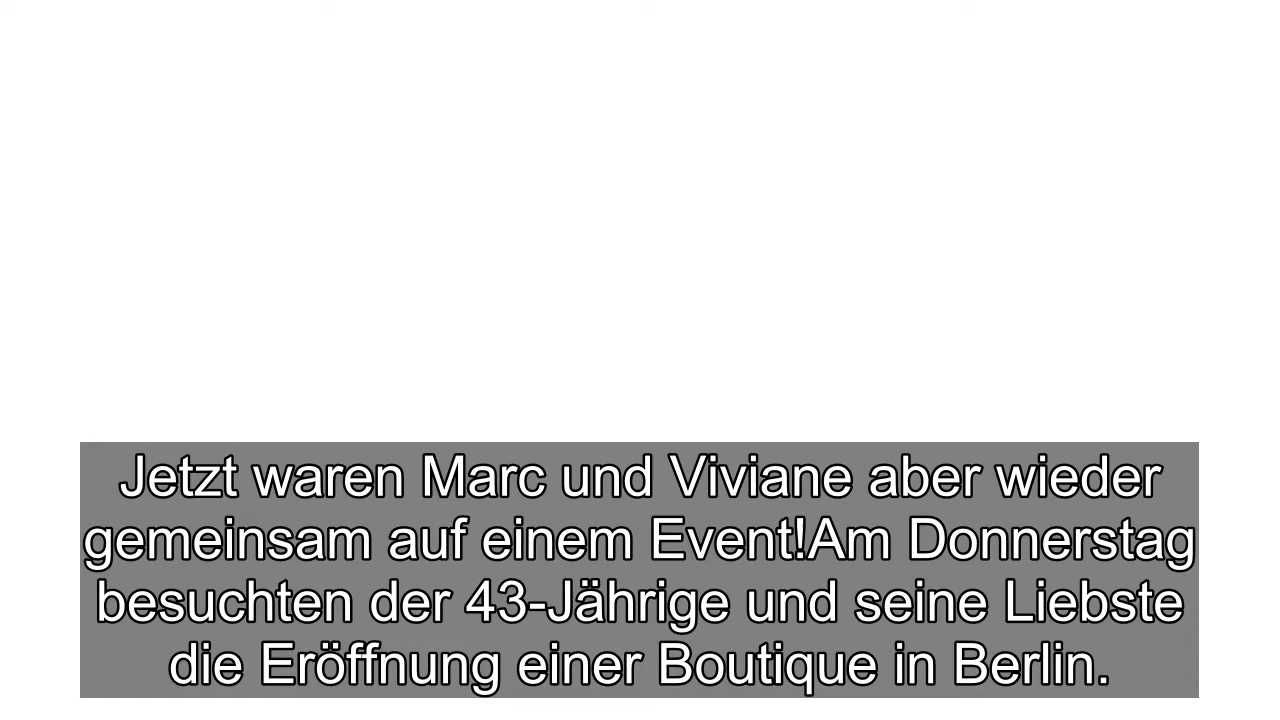 Jetzt waren Marc und Viviane aber wieder
gemeinsam auf einem Event!Am Donnerstag
besuchten der 43-Jährige und seine Liebste
die Eröffnung einer Boutique in Berlin.